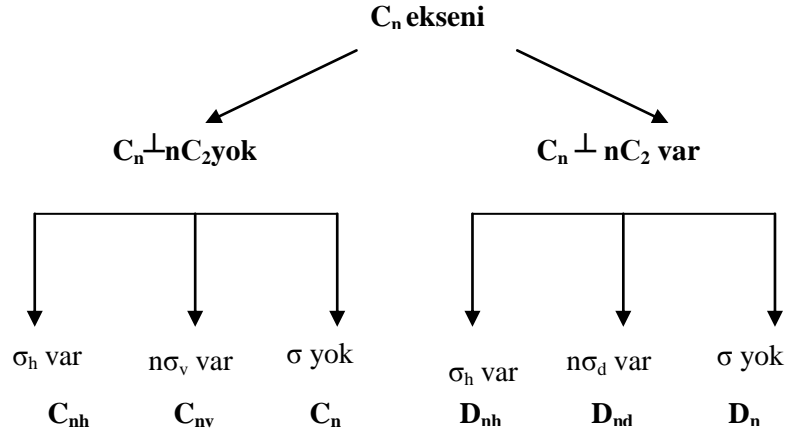 Cₙ ekseni
Cₙ ⊥ nC₂yok
Cₙ ⊥ nC₂ var
σₕ var
nσᵥ var
σ yok
σₕ var
nσd var
σ yok
Cnh
Cnv
Cn
Dnh
Dnd
Dn